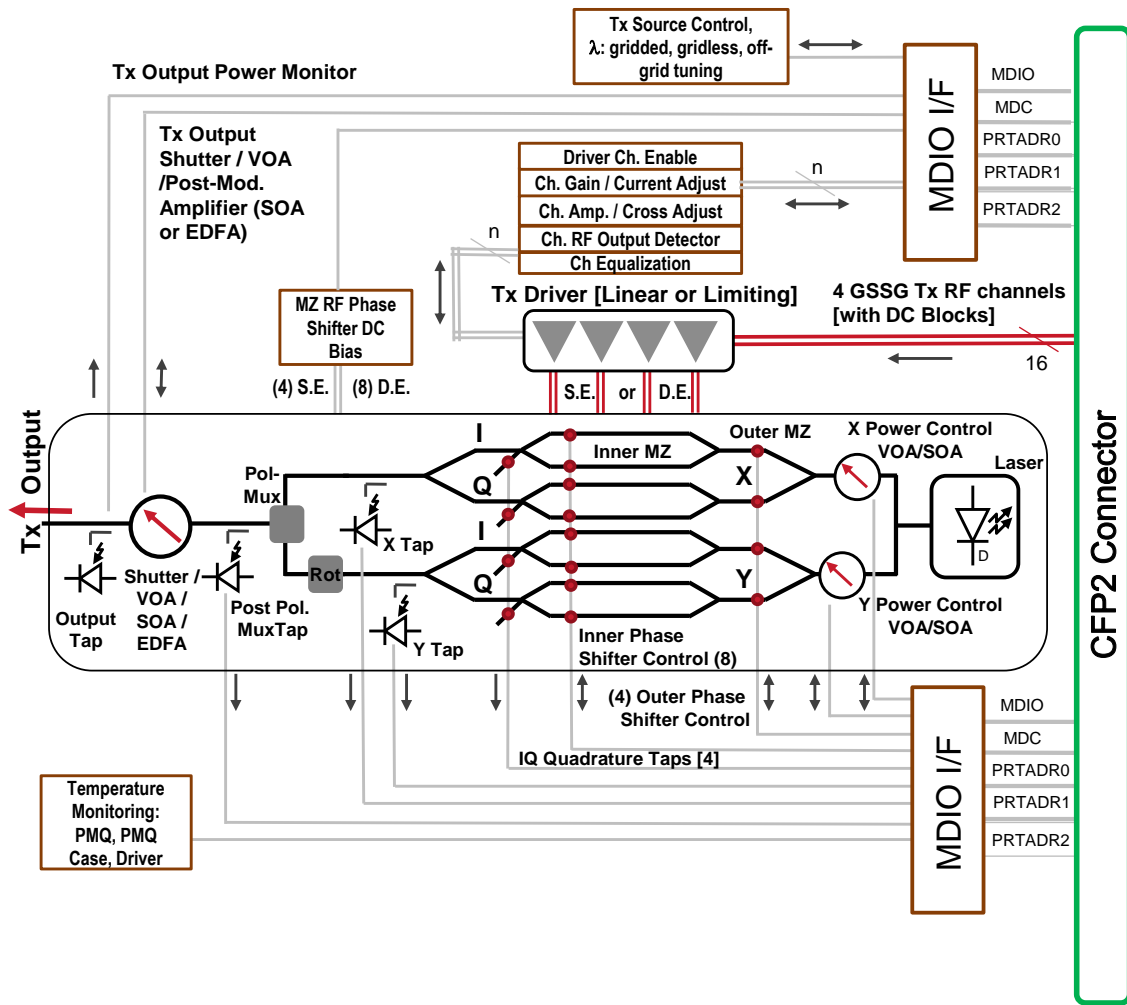 Tx Source Control,
λ: gridded, gridless, off-
grid tuning
Tx Output Power Monitor
MDIO I/F
MDIO
MDC
PRTADR0
PRTADR1
PRTADR2
Tx Output
Shutter / VOA
/Post-Mod.
Amplifier (SOA
or EDFA)
Driver Ch. Enable
Ch. Gain / Current Adjust
Ch. Amp. / Cross Adjust
Ch. RF Output Detector
Ch Equalization
n
n
Tx Driver [Linear or Limiting]
4 GSSG Tx RF channels
[with DC Blocks]
16
MZ RF Phase
Shifter DC
Bias
(4) S.E.
(8) D.E.
S.E.
or
D.E.
CFP2 Connector
Tx Output
Pol-
Mux
I
Q
I
Q
Inner MZ
Outer MZ
X
Y
X Power Control
VOA/SOA
Laser
D
X Tap
Rot
Output
Tap
Shutter /
VOA /
SOA /
EDFA
Post Pol.
MuxTap
Y Tap
Inner Phase
Shifter Control (8)
Y Power Control
VOA/SOA
(4) Outer Phase
Shifter Control
IQ Quadrature Taps [4]
Temperature
Monitoring:
PMQ, PMQ
Case, Driver
MDIO I/F
MDIO
MDC
PRTADR0
PRTADR1
PRTADR2